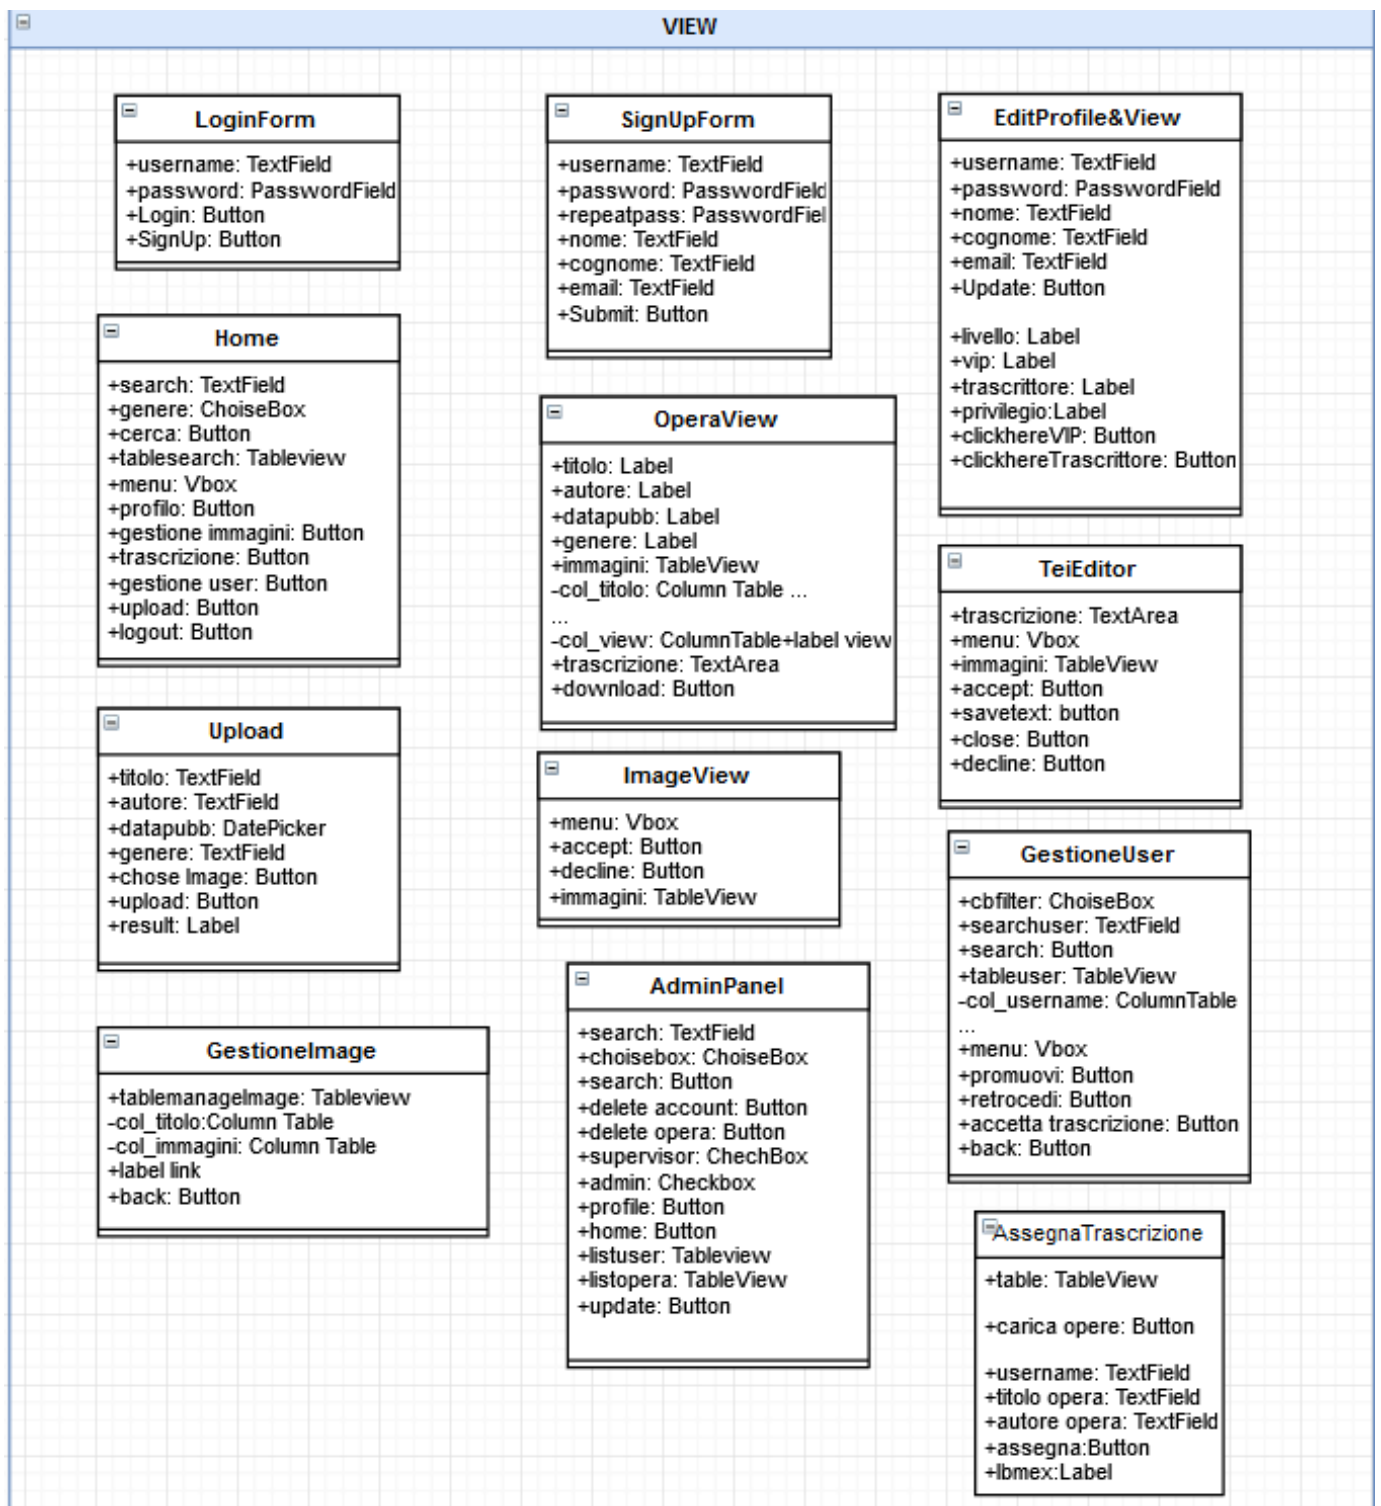 VIEW
LoginForm
+username: TextField
+password: PasswordField
+Login: Button
+SignUp: Button
SignUpForm
+username: TextField
+password: PasswordField
+repeatpass: PasswordFiel
+nome: TextField
+cognome: TextField
+email: TextField
+Submit: Button
EditProfile&View
+username: TextField
+password: PasswordField
+nome: TextField
+cognome: TextField
+email: TextField
+Update: Button
+livello: Label
+vip: Label
+trascrittore: Label
+privilegio:Label
+clickhereVIP: Button
+clickhereTrascrittore: Button
Home
+search: TextField
+genere: ChoiseBox
+cerca: Button
+tablesearch: Tableview
+menu: Vbox
+profilo: Button
+gestione immagini: Button
+trascrizione: Button
+gestione user: Button
+upload: Button
+logout: Button
OperaView
+titolo: Label
+autore: Label
+datapubb: Label
+genere: Label
+immagini: TableView
-col_titolo: Column Table ...
...
-col_view: ColumnTable+label view
+trascrizione: TextArea
+download: Button
TeiEditor
+trascrizione: TextArea
+menu: Vbox
+immagini: TableView
+accept: Button
+savetext: button
+close: Button
+decline: Button
Upload
+titolo: TextField
+autore: TextField
+datapubb: DatePicker
+genere: TextField
+chose Image: Button
+upload: Button
+result: Label
ImageView
+menu: Vbox
+accept: Button
+decline: Button
+immagini: TableView
GestioneUser
+cbfilter: ChoiseBox
+searchuser: TextField
+search: Button
+tableuser: TableView
-col_username: ColumnTable
...
+menu: Vbox
+promuovi: Button
+retrocedi: Button
+accetta trascrizione: Button
+back: Button
GestioneImage
+tablemanageImage: Tableview
-col_titolo:Column Table
-col_immagini: Column Table
+label link
+back: Button
AdminPanel
+search: TextField
+choisebox: ChoiseBox
+search: Button
+delete account: Button
+delete opera: Button
+supervisor: ChechBox
+admin: Checkbox
+profile: Button
+home: Button
+listuser: Tableview
+listopera: TableView
+update: Button
AssegnaTrascrizione
+table: TableView
+carica opere: Button
+username: TextField
+titolo opera: TextField
+autore opera: TextField
+assegna:Button
+lbmex:Label